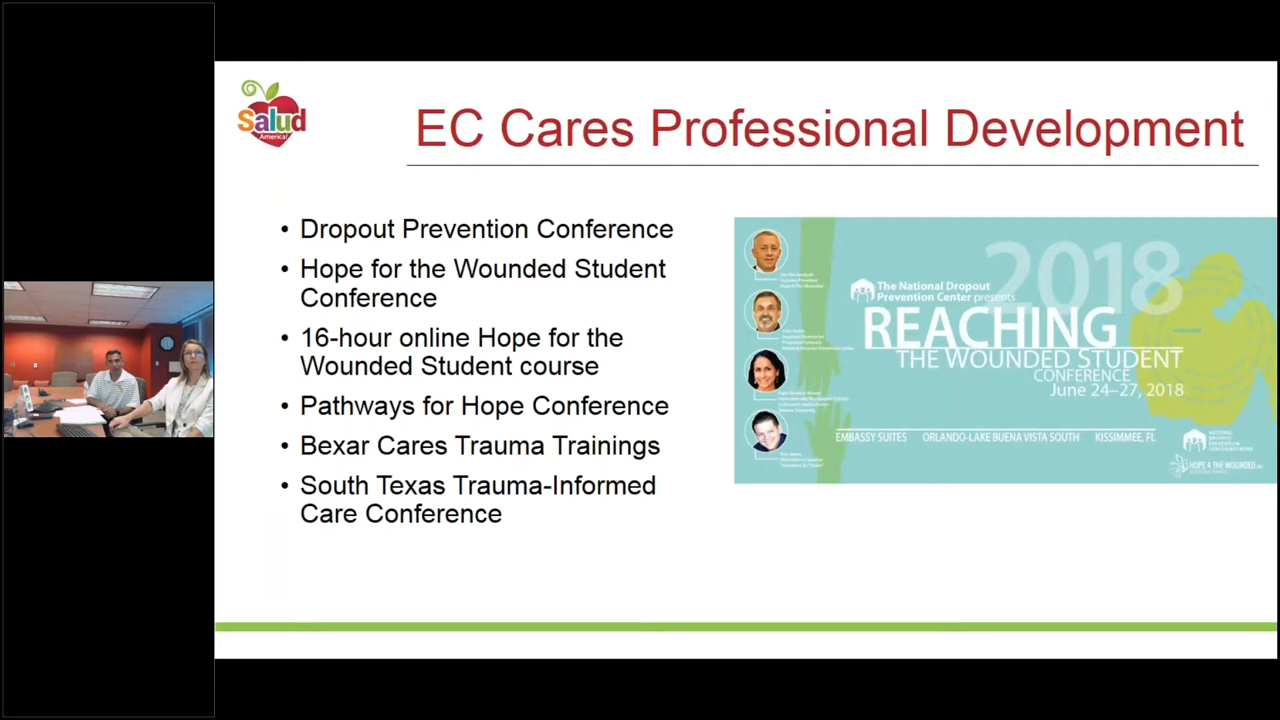 Salud
America!
EC Cares Professional Development
• Dropout Prevention Conference
• Hope for the Wounded Student
Conference
• 16-hour online Hope for the
Wounded Student course
• Pathways for Hope Conference
• Bexar Cares Trauma Trainings
• South Texas Trauma-Informed
Care Conference
2018
The National Dropout
Prevention Center presents
REACHING
THE WOUNDED STUDENT
CONFERENCE
June 24–27, 2018
EMBASSY SUITES ORLANDO-LAKE BUENA VISTA SOUTH KISSIMMEE, FL
NATIONAL
DROPOUT
PREVENTION
HOPE 4 THE WOUNDED